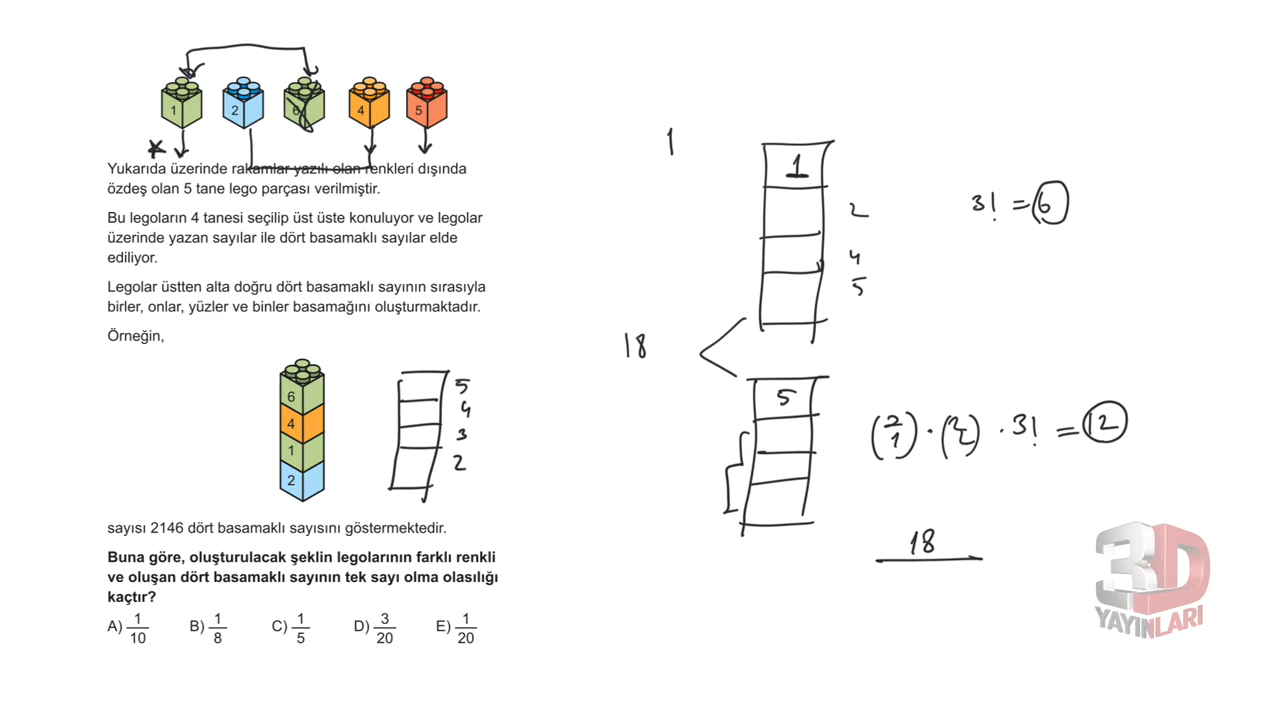 1 2 6 4 5
Yukarıda üzerinde rakamlar yazılı olan renkleri dışında
özdeş olan 5 tane lego parçası verilmiştir.
Bu legoların 4 tanesi seçilip üst üste konuluyor ve legolar
üzerinde yazan sayılar ile dört basamaklı sayılar elde
ediliyor.
Legolar üstten alta doğru dört basamaklı sayının sırasıyla
birler, onlar, yüzler ve binler basamağını oluşturmaktadır.
Örneğin,
6
4
1
2
5
4
3
2
sayısı 2146 dört basamaklı sayısını göstermektedir.
Buna göre, oluşturulacak şeklin legolarının farklı renkli
ve oluşan dört basamaklı sayının tek sayı olma olasılığı
kaçtır?
A) 1/10 B) 1/8 C) 1/5 D) 3/20 E) 1/20
1
1
2
4
5
3! = 6
18
5
(2 1) · (2 2) · 3! = 12
18
3D
YAYINLARI